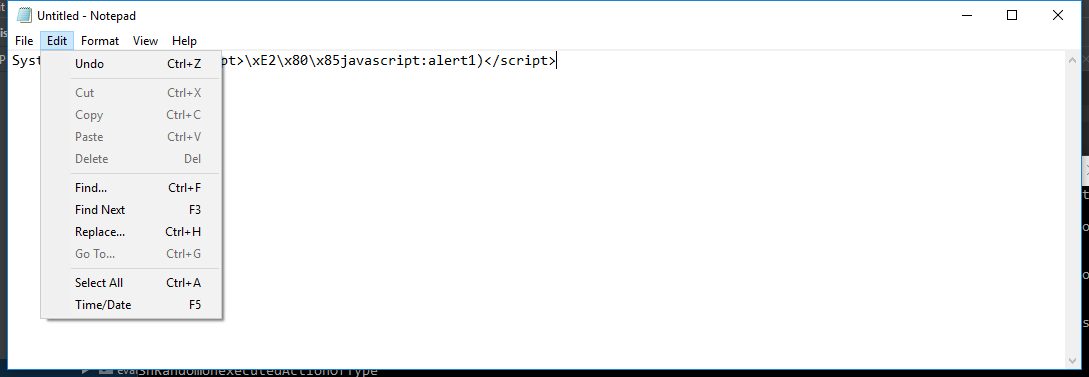 Untitled - Notepad
File Edit Format View Help
Syst pt>\xE2\x80\x85javascript:alert1)</script>
Undo Ctrl+Z
Cut Ctrl+X
Copy Ctrl+C
Paste Ctrl+V
Delete Del
Find... Ctrl+F
Find Next F3
Replace... Ctrl+H
Go To... Ctrl+G
Select All Ctrl+A
Time/Date F5